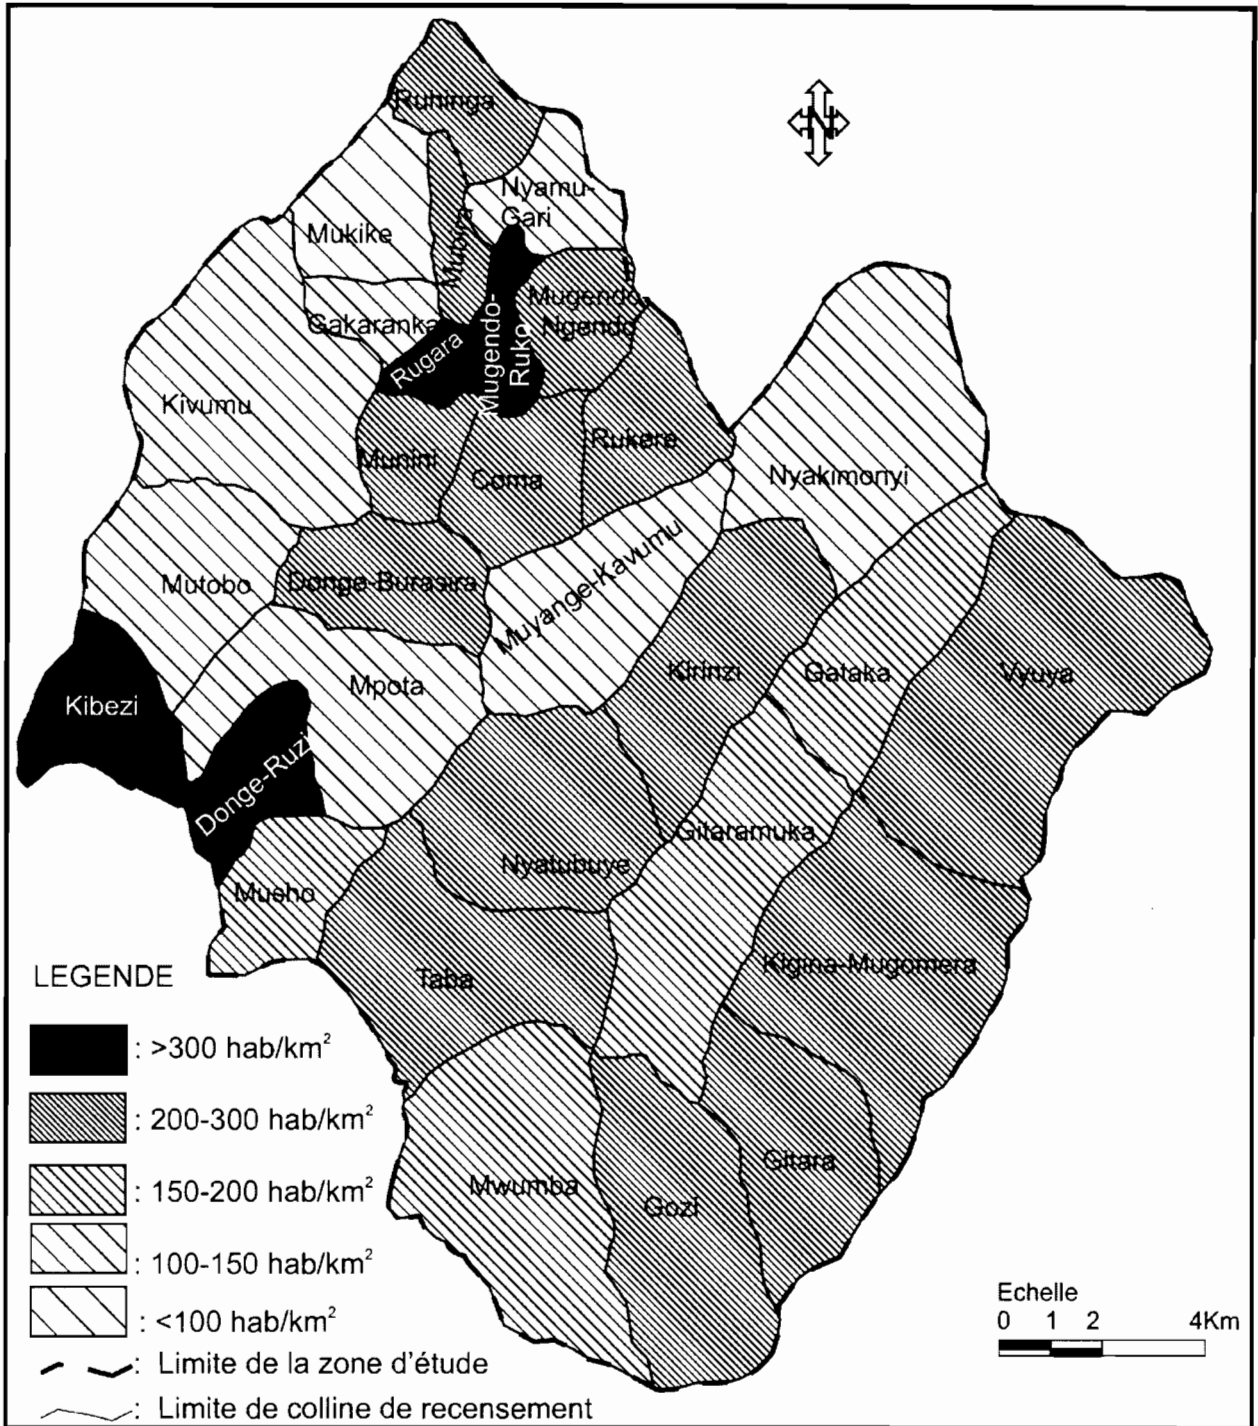 Ruhinga
N
Nyamu-
Gari
Mukike
Mutoira
Mugendo-
Ngendo
Gakaranka
Rugara
Mugendo-
Ruko
Kivumu
Munini
Coma
Rukere
Nyakimonyi
Mutobo
Donge-Burasira
Muyange-Kavumu
Kibezi
Mpota
Kirinzi
Gataka
Vyuya
Donge-Ruzi
Gitaramuka
Nyatubuye
Musho
Taba
Kigina-Mugomera
Mwumba
Gozi
Gitara
LEGENDE
: >300 hab/km²
: 200-300 hab/km²
: 150-200 hab/km²
: 100-150 hab/km²
: <100 hab/km²
: Limite de la zone d'étude
: Limite de colline de recensement
Echelle
0 1 2 4Km